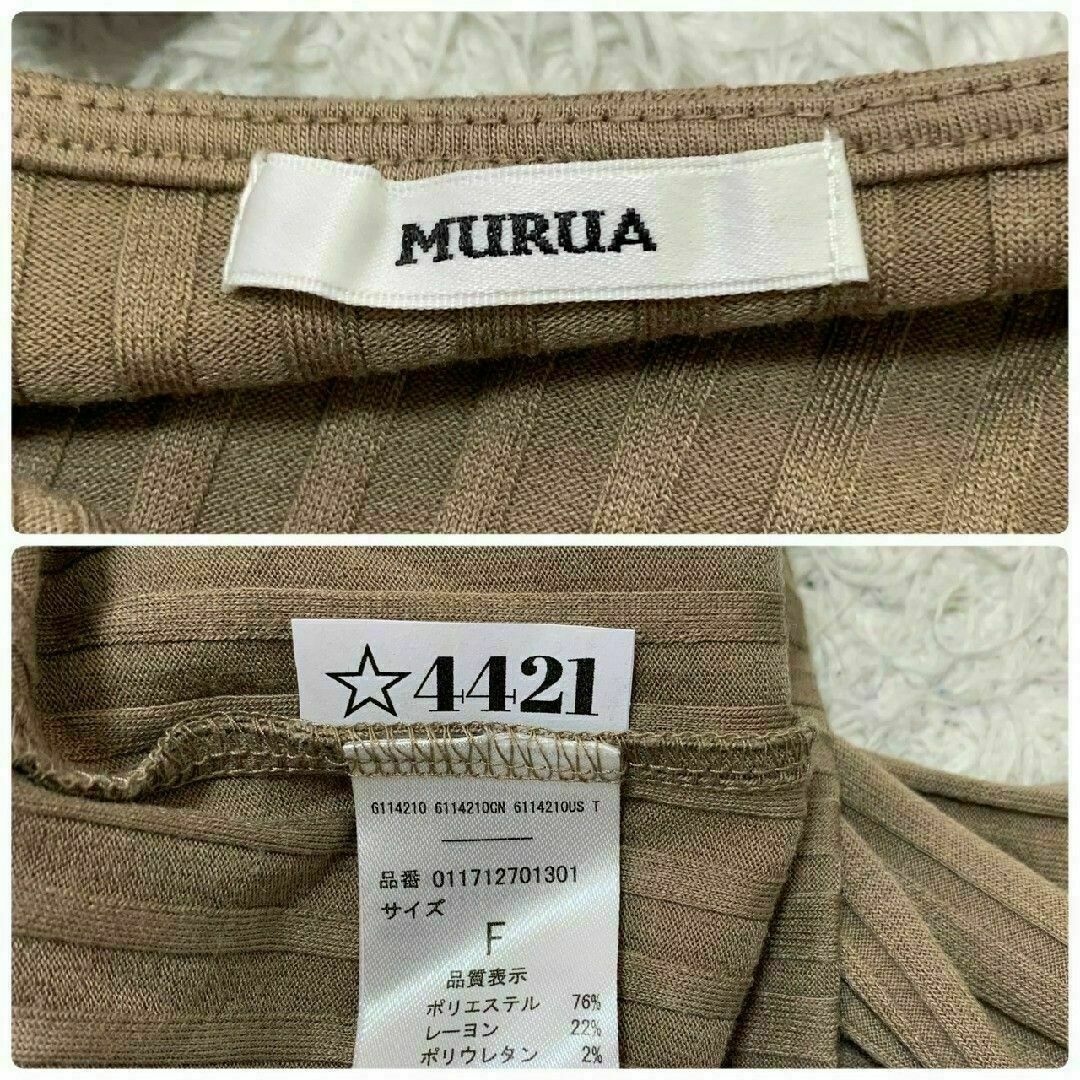 MURUA
☆4421
6114210 6114210GN 6114210US T
品番 011712701301
サイズ
F
品質表示
ポリエステル 76%
レーヨン 22%
ポリウレタン 2%